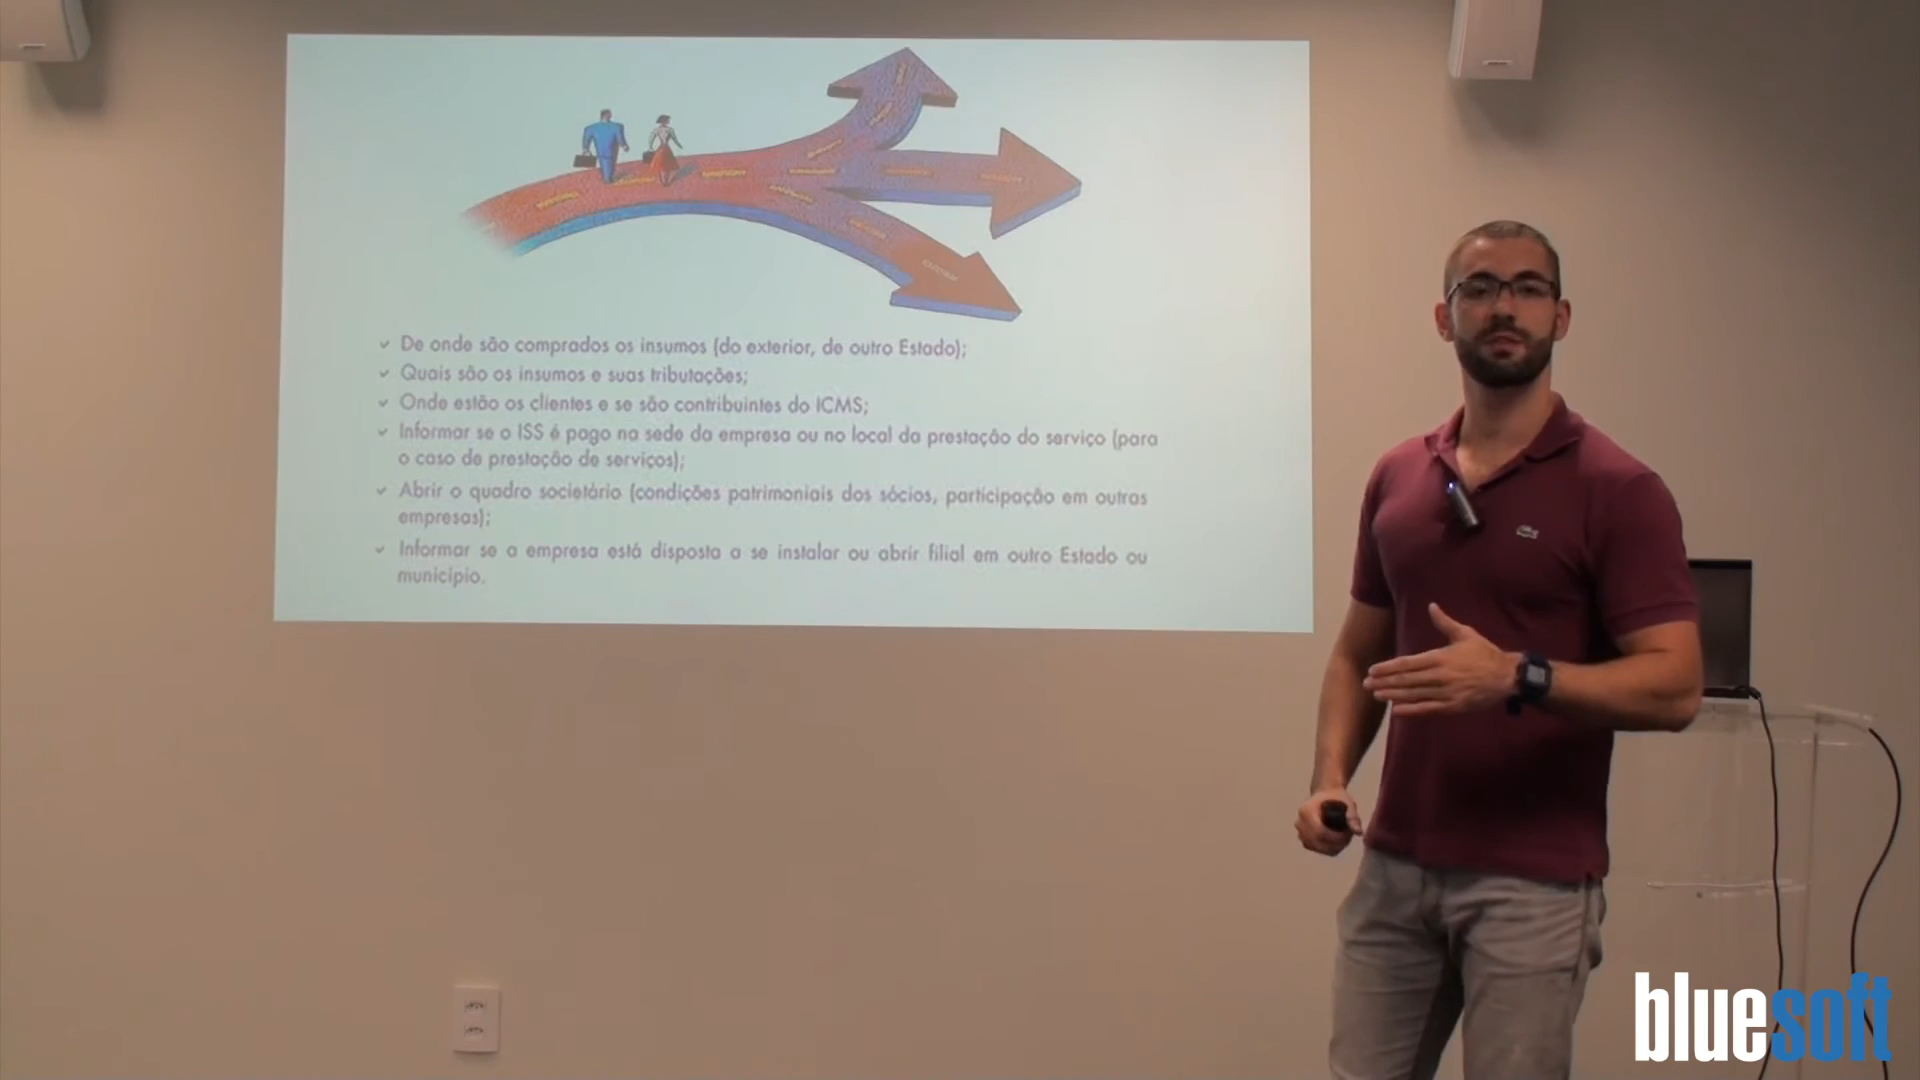 De onde são comprados os insumos (do exterior, de outro Estado);
Quais são os insumos e suas tributações;
Onde estão os clientes e se são contribuintes do ICMS;
Informar se o ISS é pago na sede da empresa ou no local da prestação do serviço (para
o caso de prestação de serviços);
Abrir o quadro societário (condições patrimoniais dos sócios, participação em outras
empresas);
Informar se a empresa está disposta a se instalar ou abrir filial em outro Estado ou
município.
bluesoft